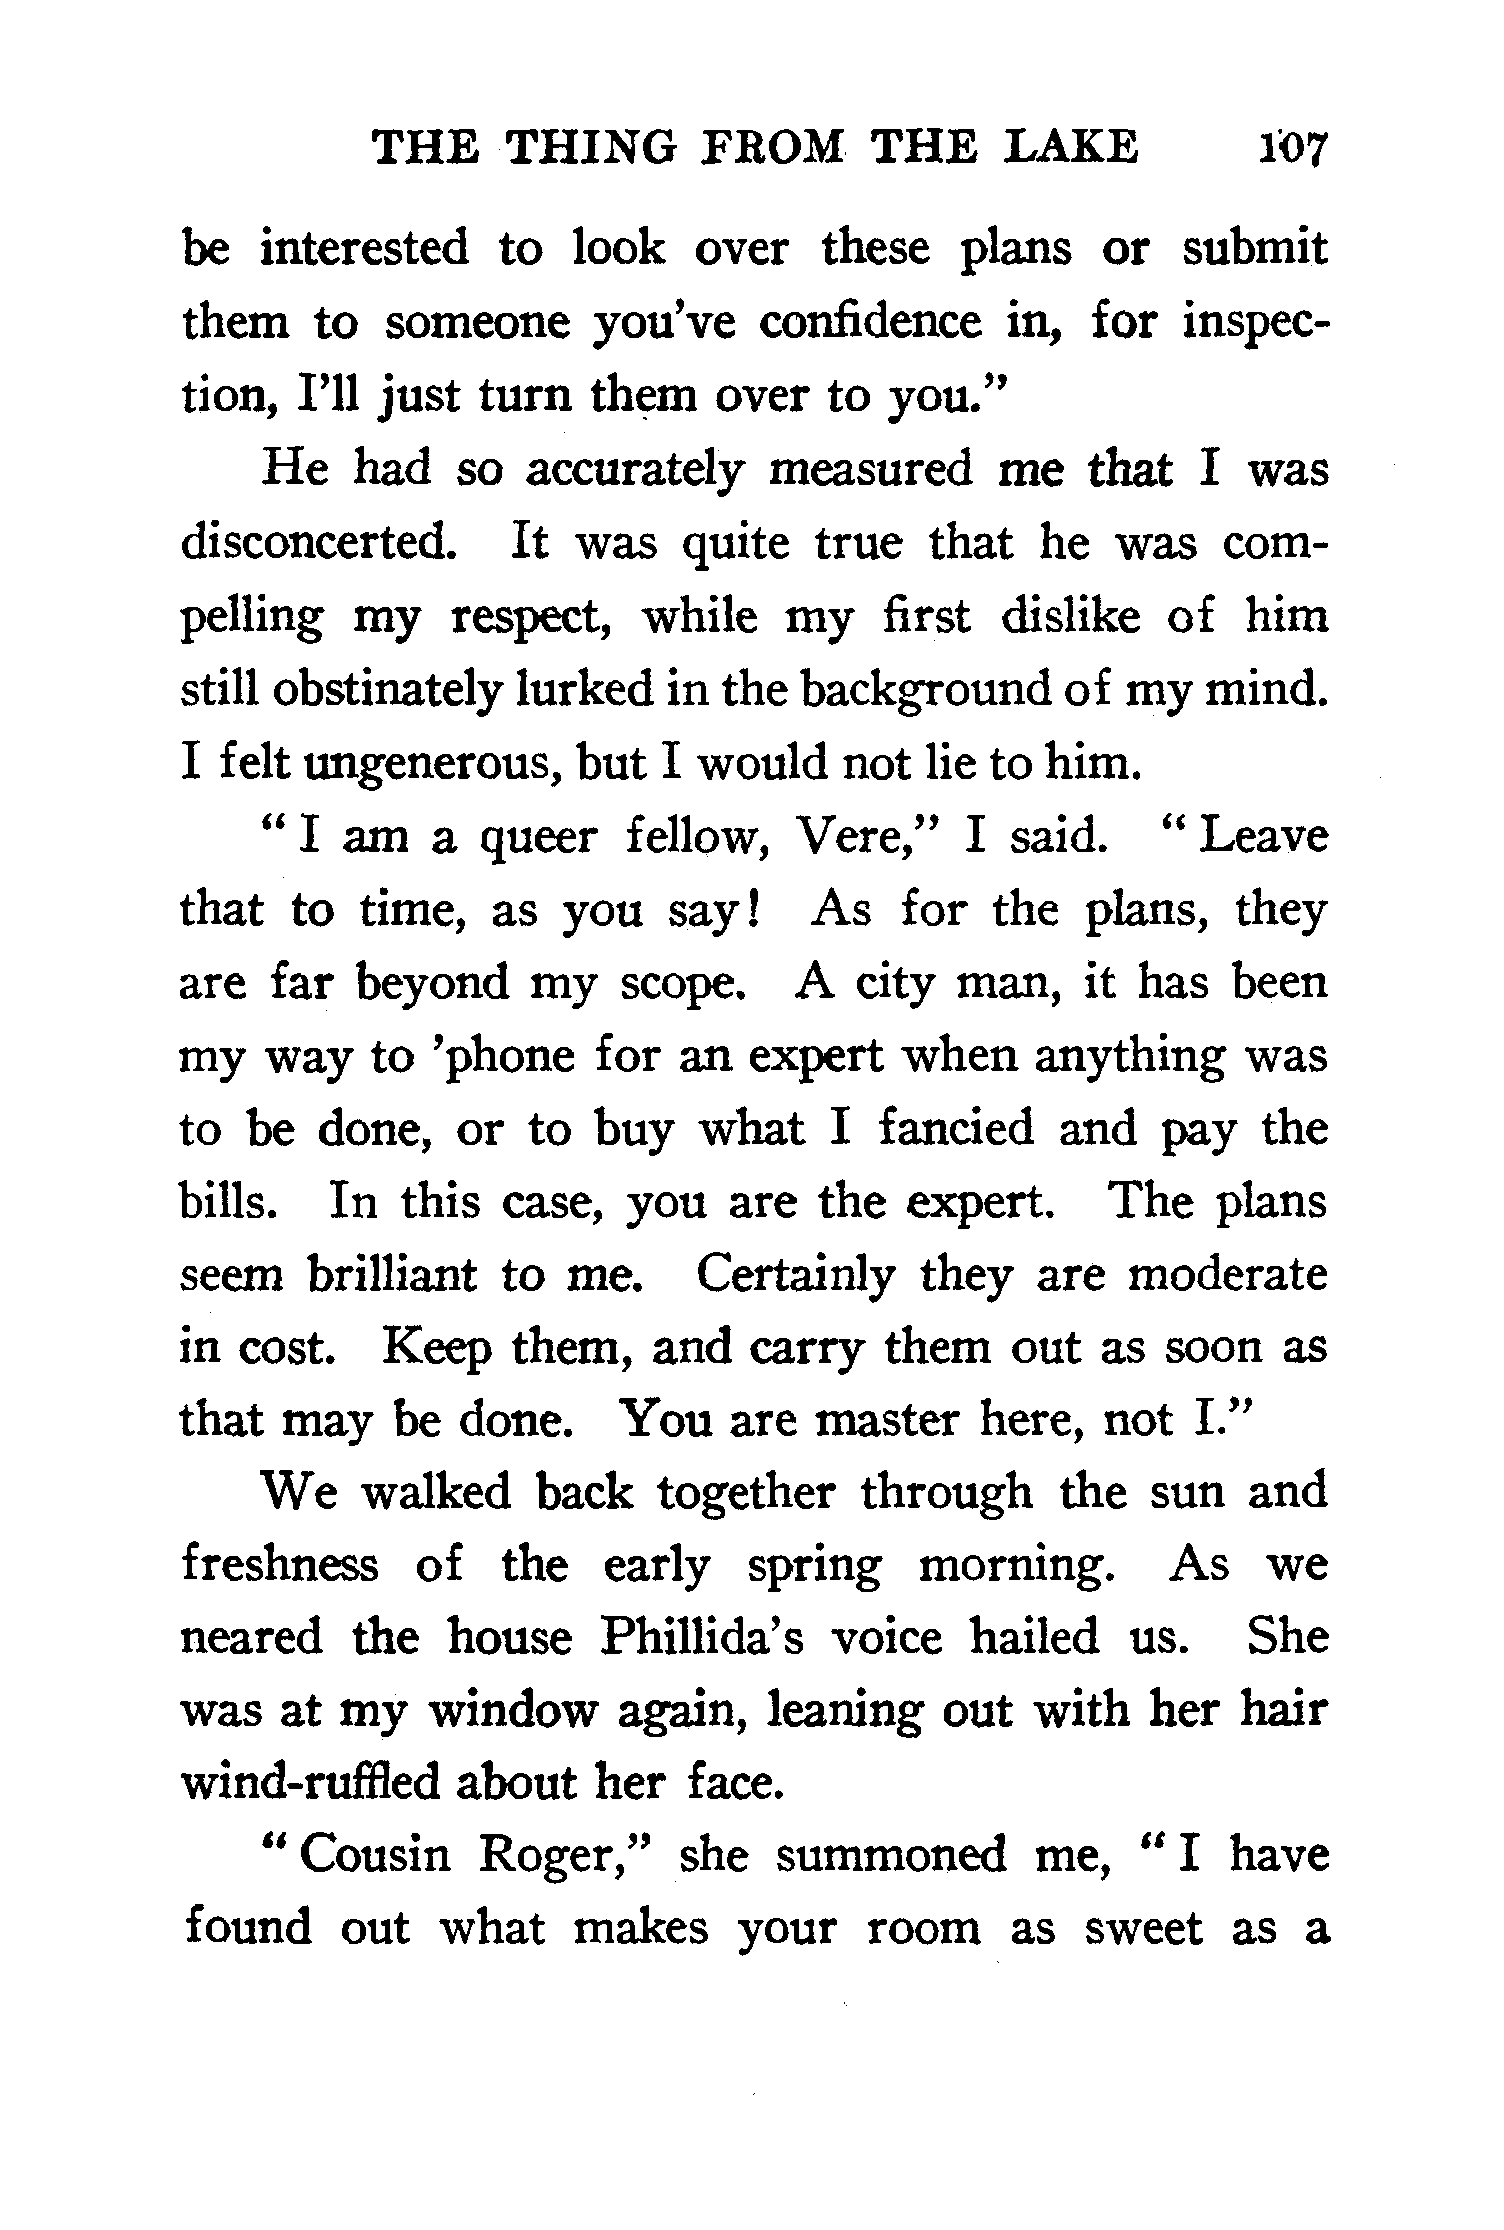 THE THING FROM THE LAKE 107
be interested to look over these plans or submit
them to someone you've confidence in, for inspec-
tion, I'll just turn them over to you."
He had so accurately measured me that I was
disconcerted. It was quite true that he was com-
pelling my respect, while my first dislike of him
still obstinately lurked in the background of my mind.
I felt ungenerous, but I would not lie to him.
"I am a queer fellow, Vere," I said. "Leave
that to time, as you say! As for the plans, they
are far beyond my scope. A city man, it has been
my way to 'phone for an expert when anything was
to be done, or to buy what I fancied and pay the
bills. In this case, you are the expert. The plans
seem brilliant to me. Certainly they are moderate
in cost. Keep them, and carry them out as soon as
that may be done. You are master here, not I."
We walked back together through the sun and
freshness of the early spring morning. As we
neared the house Phillida's voice hailed us. She
was at my window again, leaning out with her hair
wind-ruffled about her face.
"Cousin Roger," she summoned me, "I have
found out what makes your room as sweet as a